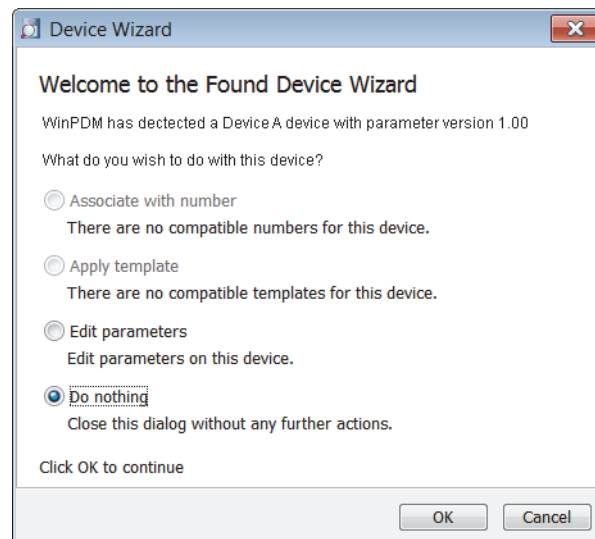 Device Wizard
Welcome to the Found Device Wizard
WinPDM has dectected a Device A device with parameter version 1.00
What do you wish to do with this device?
Associate with number
There are no compatible numbers for this device.
Apply template
There are no compatible templates for this device.
Edit parameters
Edit parameters on this device.
Do nothing
Close this dialog without any further actions.
Click OK to continue
OK Cancel